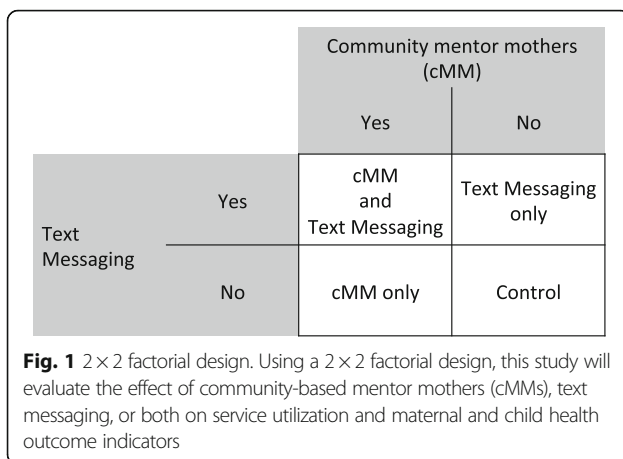 Community mentor mothers
(cMM)
Yes
No
Text
Messaging
Yes
cMM
and
Text Messaging
Text Messaging
only
No
cMM only
Control
Fig. 1 2 × 2 factorial design. Using a 2 × 2 factorial design, this study will
evaluate the effect of community-based mentor mothers (cMMs), text
messaging, or both on service utilization and maternal and child health
outcome indicators